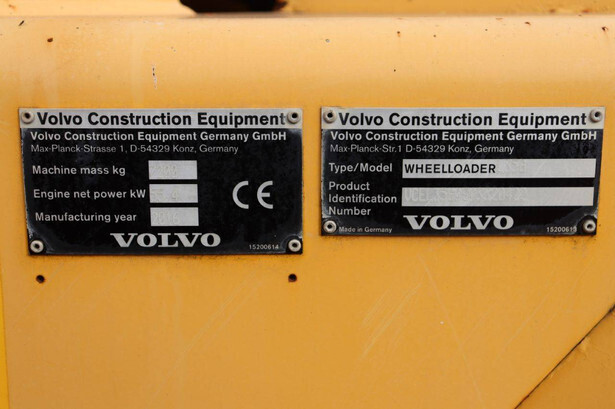 Volvo Construction Equipment
Volvo Construction Equipment Germany GmbH
Max-Planck-Strasse 1, D-54329 Konz, Germany
Machine mass kg
Engine net power kW
Manufacturing year
CE
VOLVO
15200614
Volvo Construction Equipment
Volvo Construction Equipment Germany GmbH
Max-Planck-Str.1 D-54329 Konz, Germany
Type/Model WHEELLOADER
Product
Identification
Number
VOLVO
Made in Germany